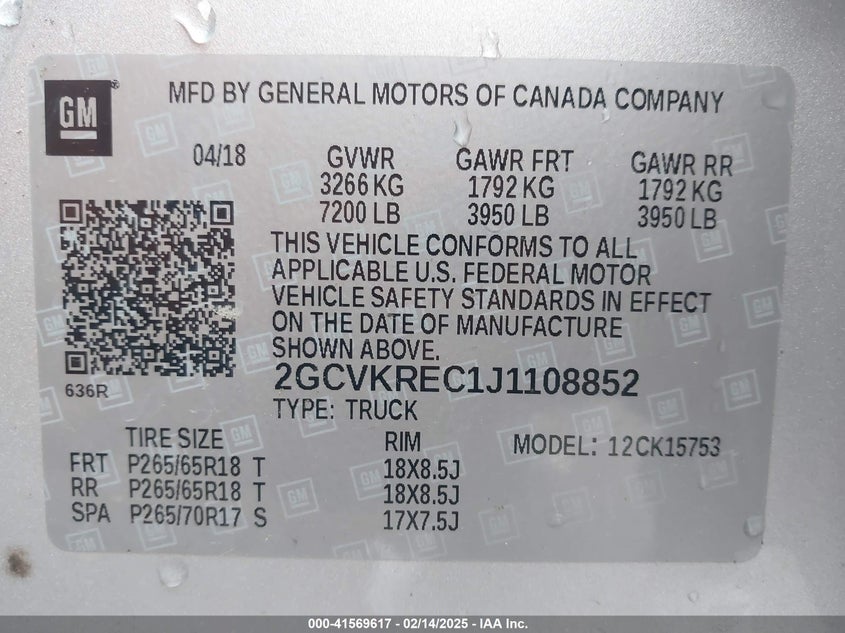 GM
MFD BY GENERAL MOTORS OF CANADA COMPANY
04/18 GVWR GAWR FRT GAWR RR
3266 KG 1792 KG 1792 KG
7200 LB 3950 LB 3950 LB
THIS VEHICLE CONFORMS TO ALL
APPLICABLE U.S. FEDERAL MOTOR
VEHICLE SAFETY STANDARDS IN EFFECT
ON THE DATE OF MANUFACTURE
SHOWN ABOVE.
636R
2GCVKREC1J1108852
TYPE: TRUCK
TIRE SIZE RIM MODEL: 12CK15753
FRT P265/65R18 T 18X8.5J
RR P265/65R18 T 18X8.5J
SPA P265/70R17 S 17X7.5J
000-41569617 - 02/14/2025 - IAA Inc.